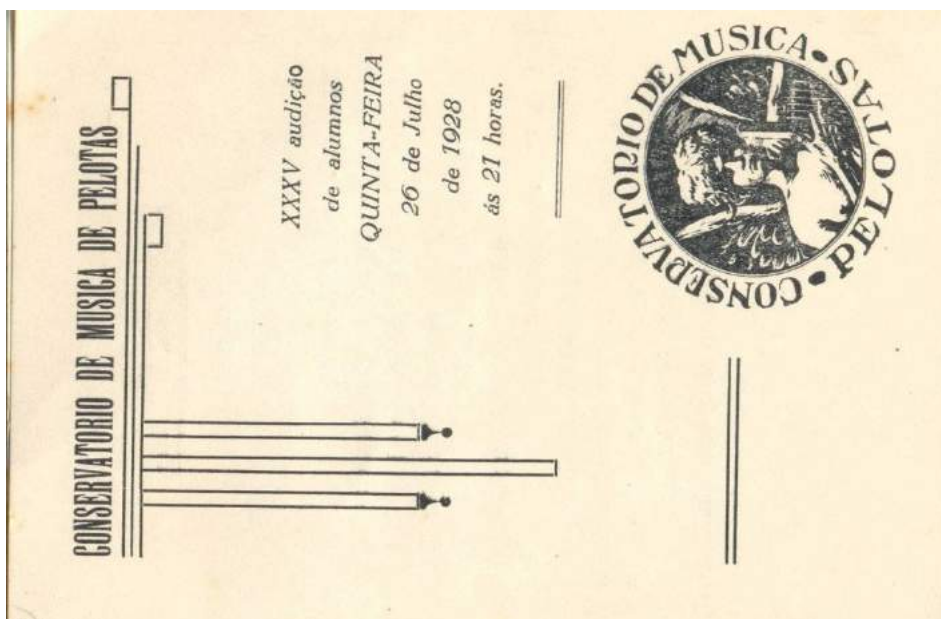 CONSERVATORIO DE MUSICA DE PELOTAS
XXXV audição
de alumnos
QUINTA-FEIRA
26 de Julho
de 1928
ás 21 horas.
CONSERVATORIO DE MUSICA • PELOTAS •